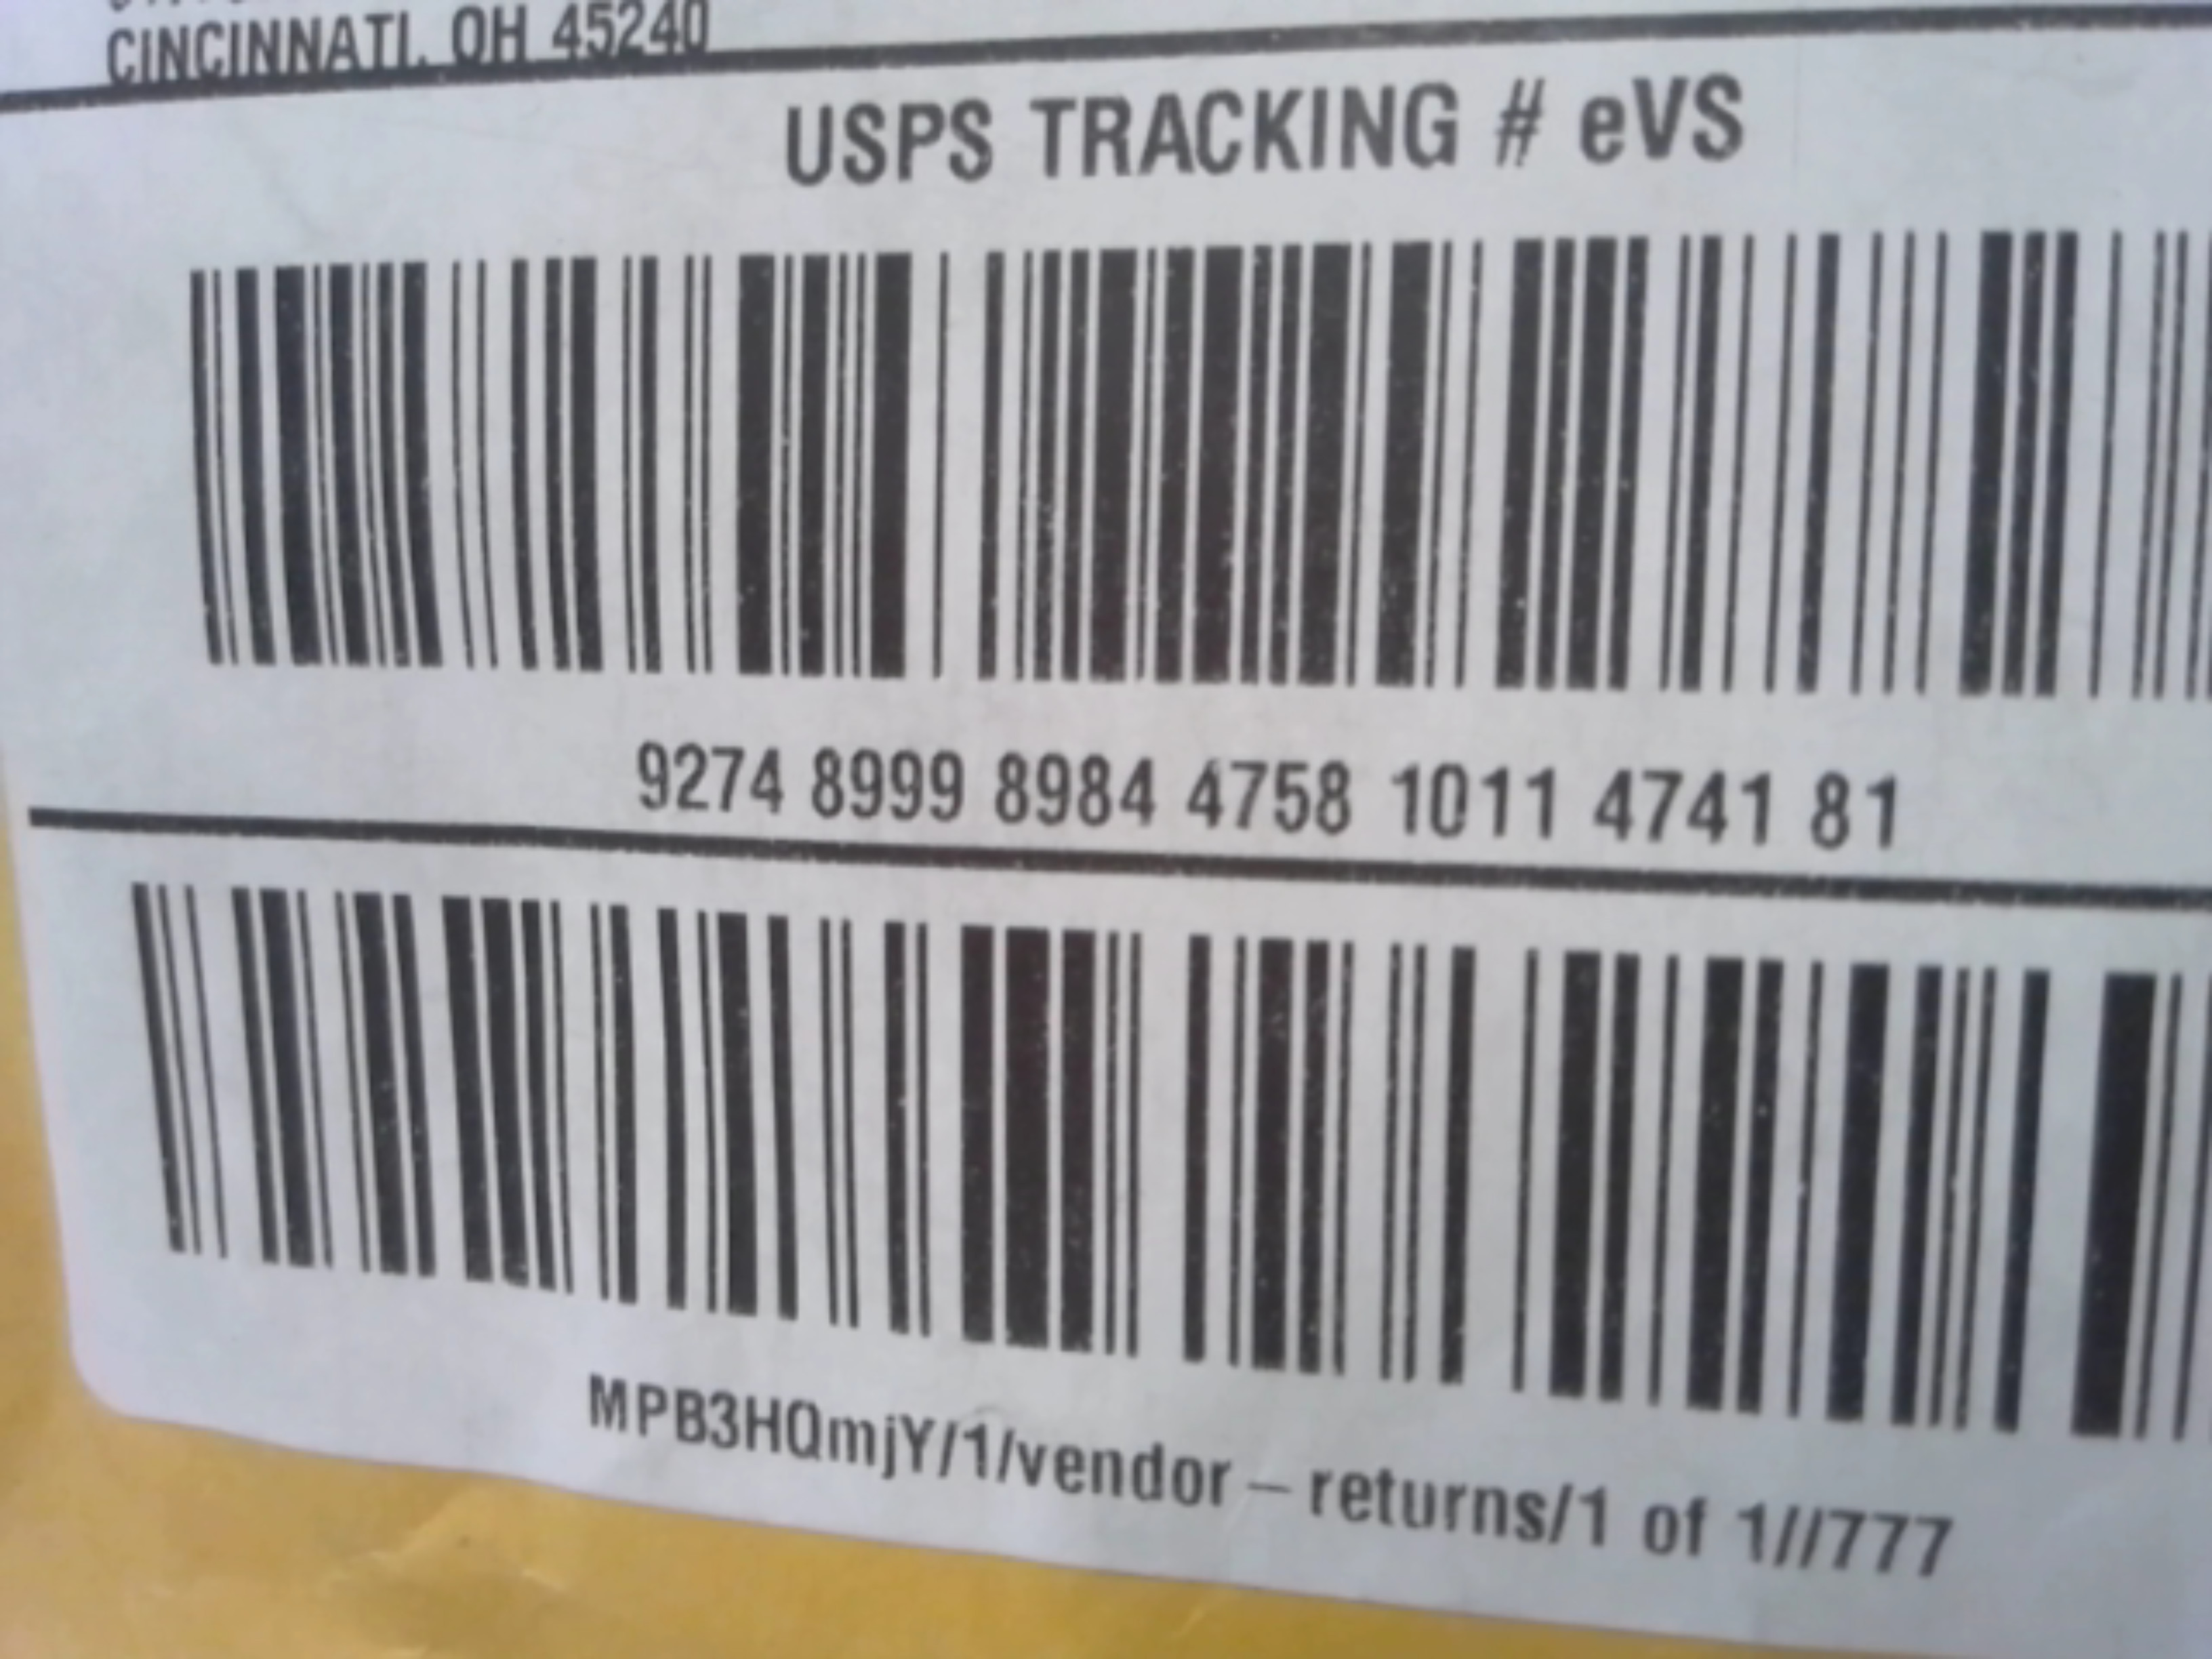 CINCINNATI, OH 45240
USPS TRACKING # eVS
9274 8999 8984 4758 1011 4741 81
MPB3HQmjY/1/vendor – returns/1 of 1//777